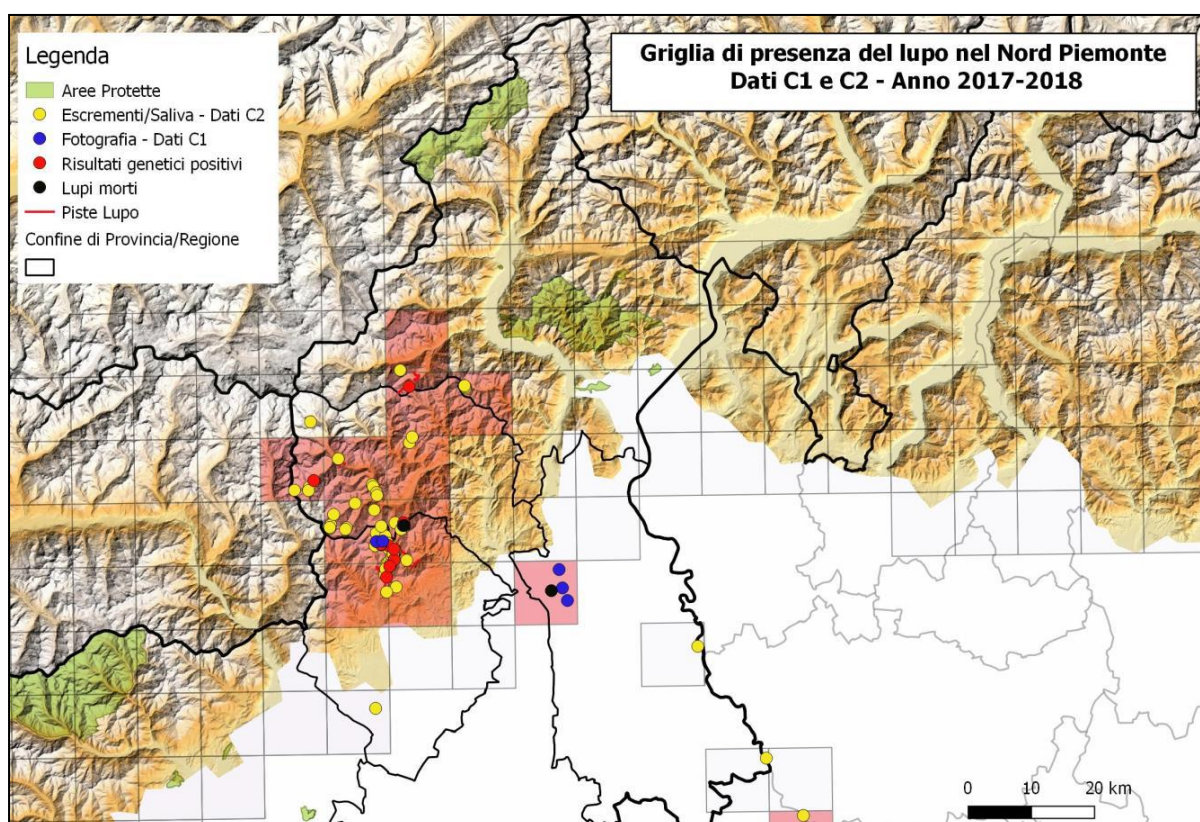 Griglia di presenza del lupo nel Nord Piemonte
Dati C1 e C2 - Anno 2017-2018
Legenda
Aree Protette
Escrementi/Saliva - Dati C2
Fotografia - Dati C1
Risultati genetici positivi
Lupi morti
Piste Lupo
Confine di Provincia/Regione
0 10 20 km